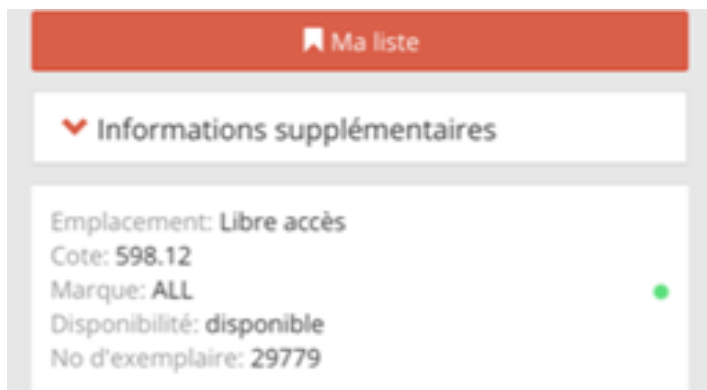 Ma liste
Informations supplémentaires
Emplacement: Libre accès
Cote: 598.12
Marque: ALL
Disponibilité: disponible
No d'exemplaire: 29779